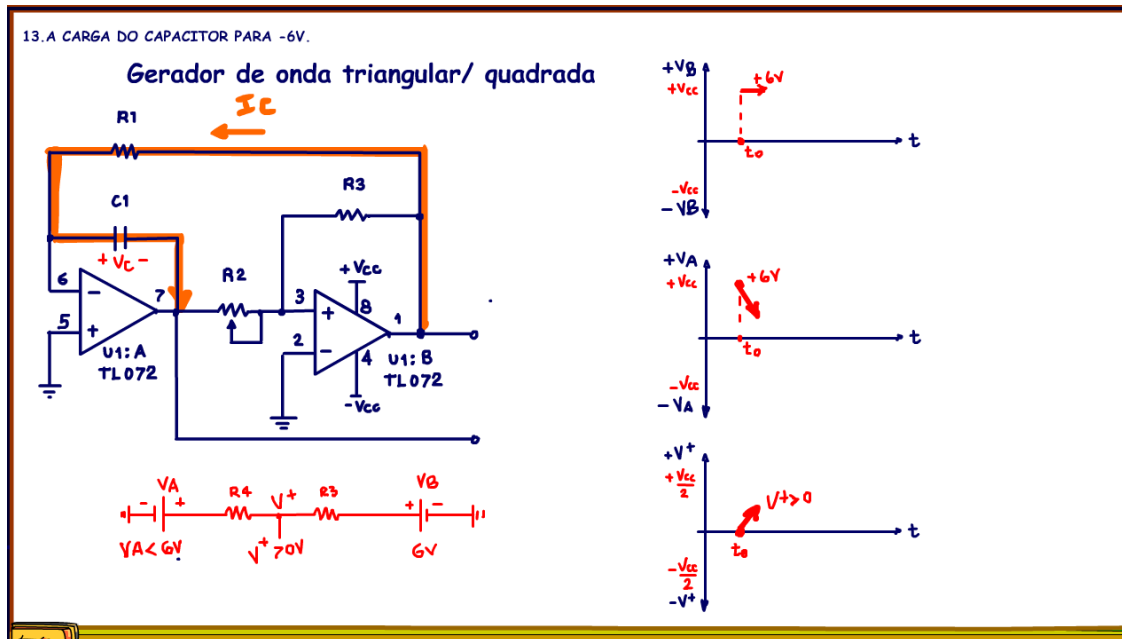 13.A CARGA DO CAPACITOR PARA -6V.
Gerador de onda triangular/ quadrada
Ic
R1
C1
+ Vc -
R3
R2
+Vcc
6
7
5
3
2
8
1
4
U1:A
TL072
U1:B
TL072
-Vcc
VA
R4
V+
R3
VB
- +
+ -
VA<6V
V+>0V
6V
+VB
+Vcc
+6V
t
to
-Vcc
-VB
+VA
+Vcc
+6V
t
to
-Vcc
-VA
+V+
+Vcc/2
V+>0
t
to
-Vcc/2
-V+